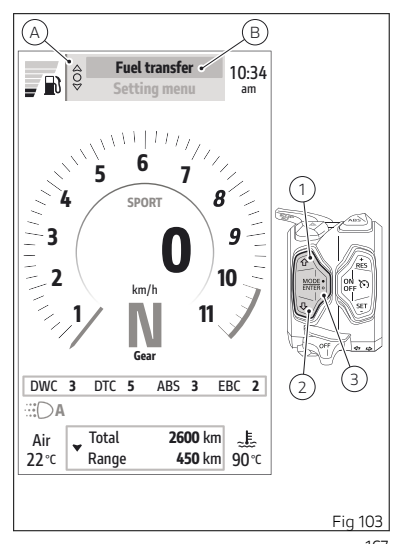 A
B
Fuel transfer
Setting menu
10:34
am
1
2
3
4
5
6
7
8
9
10
11
SPORT
0
km/h
N
Gear
DWC 3 DTC 5 ABS 3 EBC 2
A
Air
22 °C
Total 2600 km
Range 450 km
90 °C
1
ABS
MODE
ENTER
+
RES
ON
OFF
SET
-
OFF
2
3
Fig 103
167